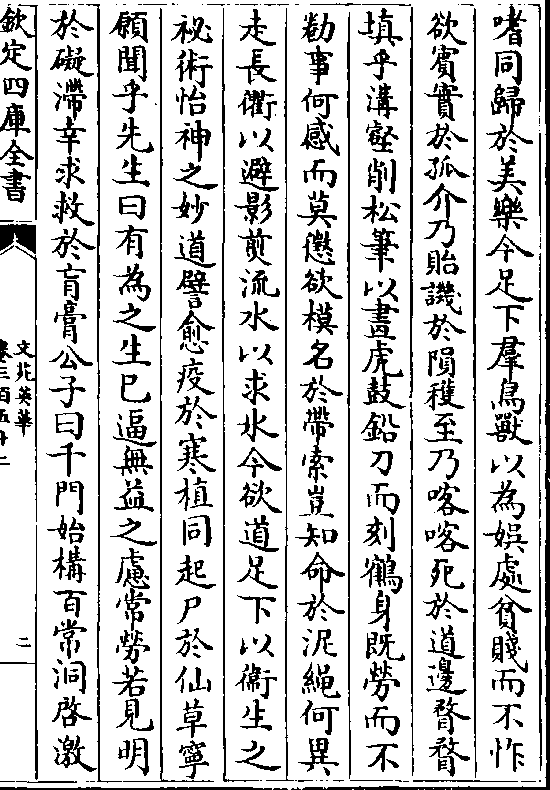 嗜同歸於美樂今足下羣鳥獸以為娯處貧賤而不怍
欲賓實於孤介乃貽譏於隕穫至乃喀喀死於道邊瞀瞀
填乎溝壑削松筆以畫虎鼓鉛刀而刻鶴身既勞而不
勸事何感而莫懲欲模名於帶索豈知命於泥繩何異
走長衢以避影煎流水以求冰今欲道足下以衞生之
祕術怡神之妙道譬愈疫於寒植同起尸於仙草寧
願聞乎先生曰有為之生已逼無益之慮常勞若見明
於礙滯幸求救於肓膏公子曰千門始構百常洞啓激
欽定四庫全書
文苑英華
卷三百五十二
二